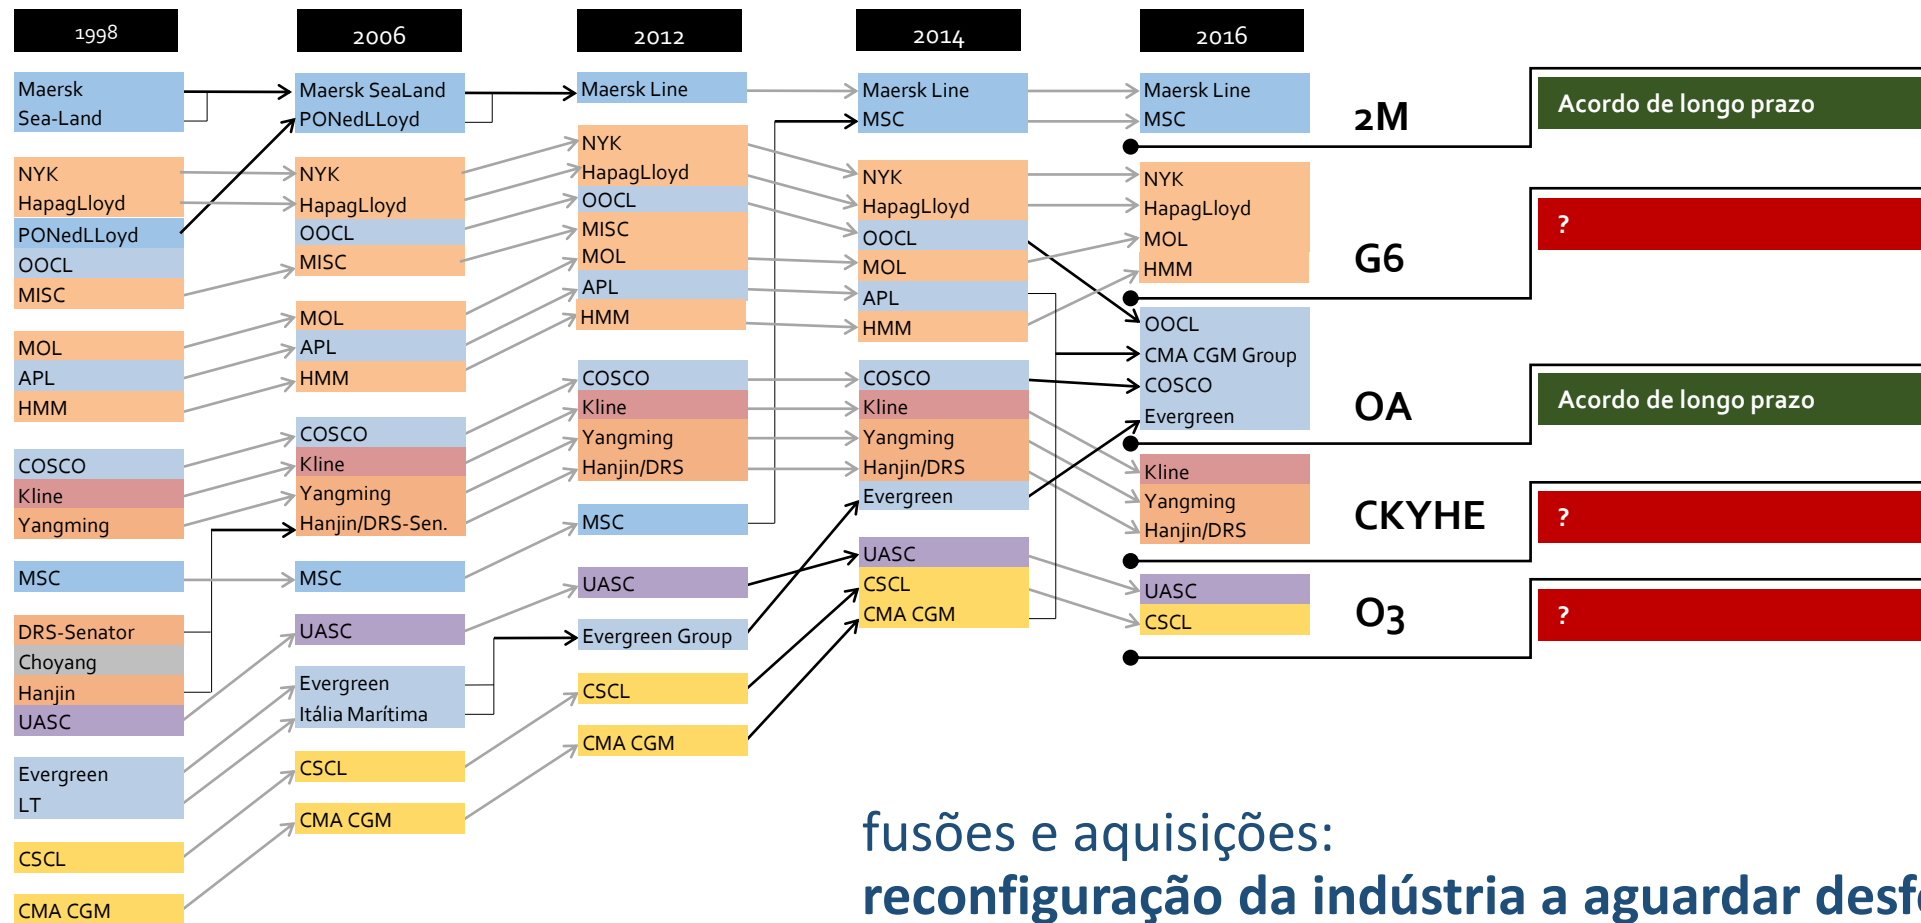 1998
2006
2012
2014
2016
Maersk
Sea-Land
NYK
HapagLloyd
PONedLLoyd
OOCL
MISC
MOL
APL
HMM
COSCO
Kline
Yangming
MSC
DRS-Senator
Choyang
Hanjin
UASC
Evergreen
LT
CSCL
CMA CGM
Maersk SeaLand
PONedLLoyd
NYK
HapagLloyd
OOCL
MISC
MOL
APL
HMM
COSCO
Kline
Yangming
Hanjin/DRS-Sen.
MSC
UASC
Evergreen
Itália Marítima
CSCL
CMA CGM
Maersk Line
NYK
HapagLloyd
OOCL
MISC
MOL
APL
HMM
COSCO
Kline
Yangming
Hanjin/DRS
MSC
UASC
Evergreen Group
CSCL
CMA CGM
Maersk Line
MSC
NYK
HapagLloyd
OOCL
MOL
APL
HMM
COSCO
Kline
Yangming
Hanjin/DRS
Evergreen
UASC
CSCL
CMA CGM
Maersk Line
MSC
NYK
HapagLloyd
MOL
HMM
OOCL
CMA CGM Group
COSCO
Evergreen
Kline
Yangming
Hanjin/DRS
UASC
CSCL
2M
G6
OA
CKYHE
O3
Acordo de longo prazo
?
Acordo de longo prazo
?
?
fusões e aquisições:
reconfiguração da indústria a aguardar